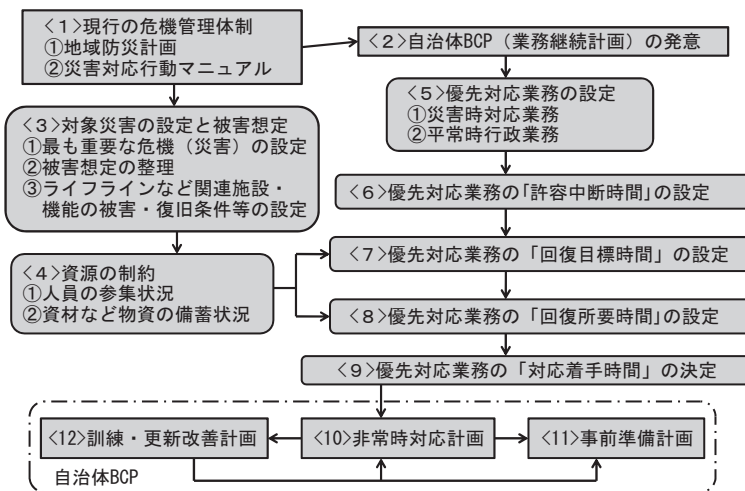 <1>現行の危機管理体制
①地域防災計画
②災害対応行動マニュアル
<2>自治体BCP(業務継続計画)の発意
<3>対象災害の設定と被害想定
①最も重要な危機(災害)の設定
②被害想定の整理
③ライフラインなど関連施設・
機能の被害・復旧条件等の設定
<4>資源の制約
①人員の参集状況
②資材など物資の備蓄状況
<5>優先対応業務の設定
①災害時対応業務
②平常時行政業務
<6>優先対応業務の「許容中断時間」の設定
<7>優先対応業務の「回復目標時間」の設定
<8>優先対応業務の「回復所要時間」の設定
<9>優先対応業務の「対応着手時間」の決定
<12>訓練・更新改善計画
<10>非常時対応計画
<11>事前準備計画
自治体BCP